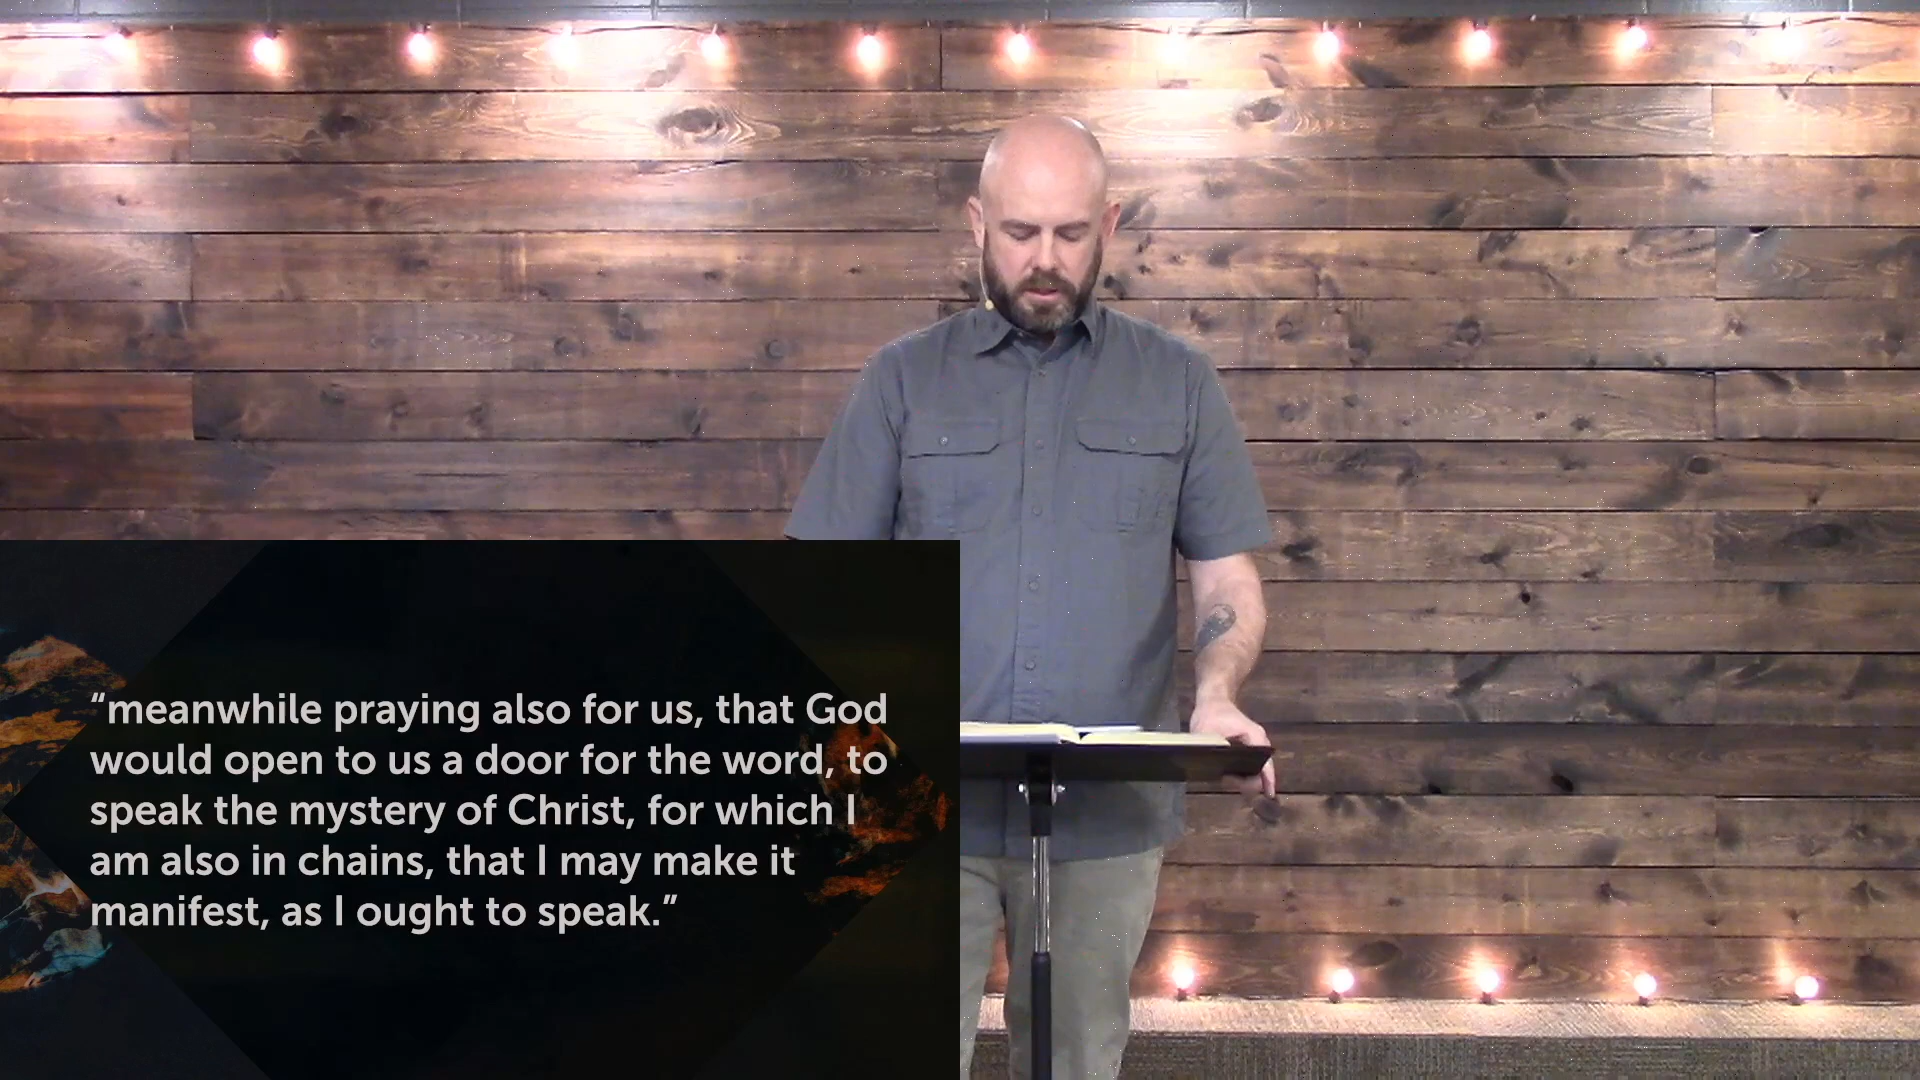 “meanwhile praying also for us, that God
would open to us a door for the word, to
speak the mystery of Christ, for which I
am also in chains, that I may make it
manifest, as I ought to speak.”